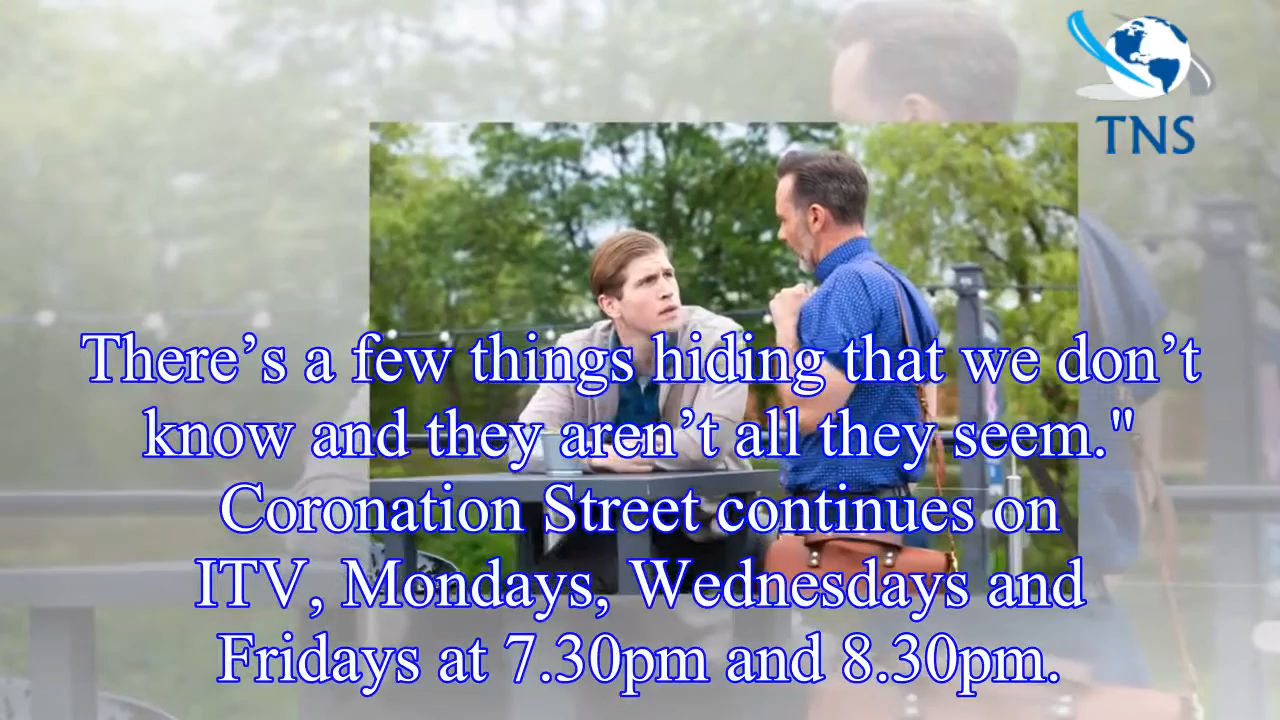 TNS
There’s a few things hiding that we don’t
know and they aren’t all they seem."
Coronation Street continues on
ITV, Mondays, Wednesdays and
Fridays at 7.30pm and 8.30pm.